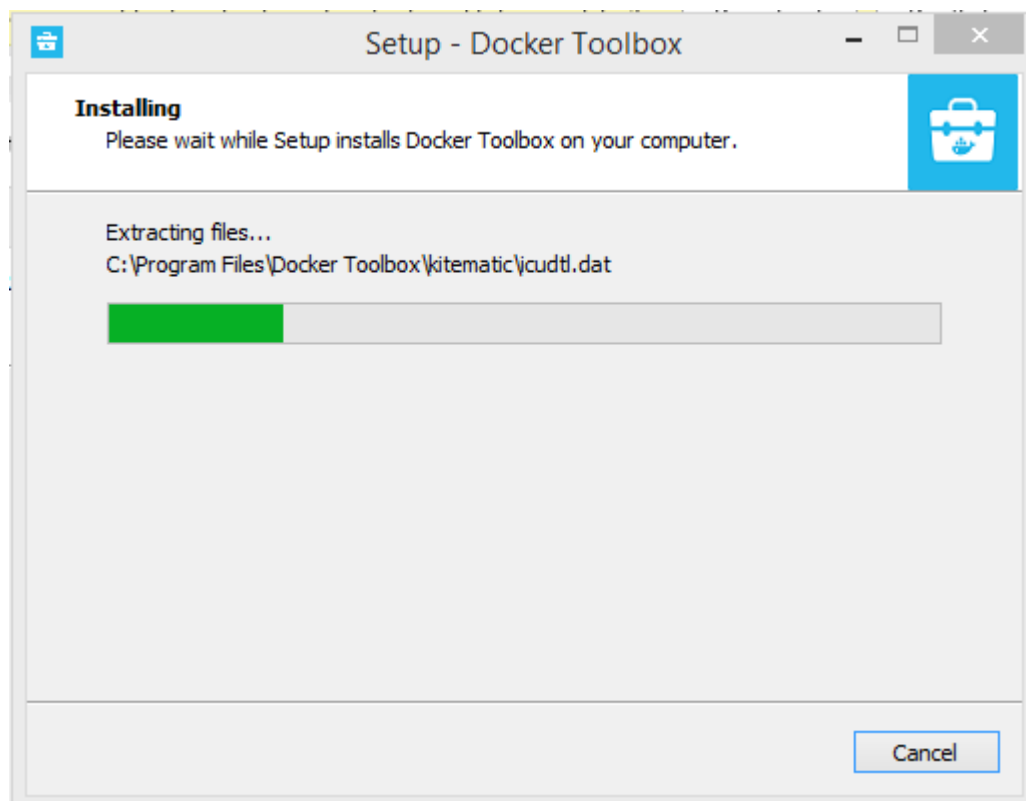 Setup - Docker Toolbox
Installing
Please wait while Setup installs Docker Toolbox on your computer.
Extracting files...
C:\Program Files\Docker Toolbox\kitematic\icudtl.dat
Cancel